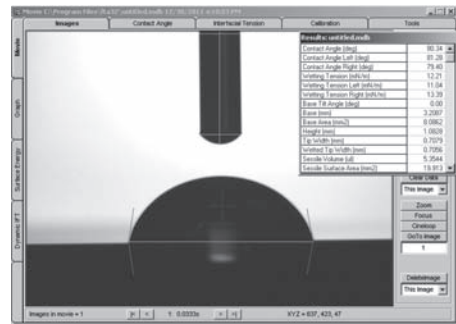 Images Contact Angle Interfacial Tension Calibration Tools
Movie
Graph
Surface Energy
Dynamic IFT
Results: untitled.mdb
Contact Angle (deg) 80.34
Contact Angle Left (deg) 81.28
Contact Angle Right (deg) 79.40
Wetting Tension (mN/m) 12.21
Wetting Tension Left (mN/m) 11.04
Wetting Tension Right (mN/m) 13.39
Base Tilt Angle (deg) 0.00
Base (mm) 3.2087
Base Area (mm2) 8.0862
Height (mm) 1.0828
Tip Width (mm) 0.7079
Wetted Tip Width (mm) 0.7056
Sessile Volume (ul) 5.3544
Sessile Surface Area (mm2) 19.913
Clear Data
This Image
Zoom
Focus
Cineloop
GoTo Image
1
DeleteImage
This Image
Images in movie = 1 1: 0.0333s XYZ = 637, 423, 47